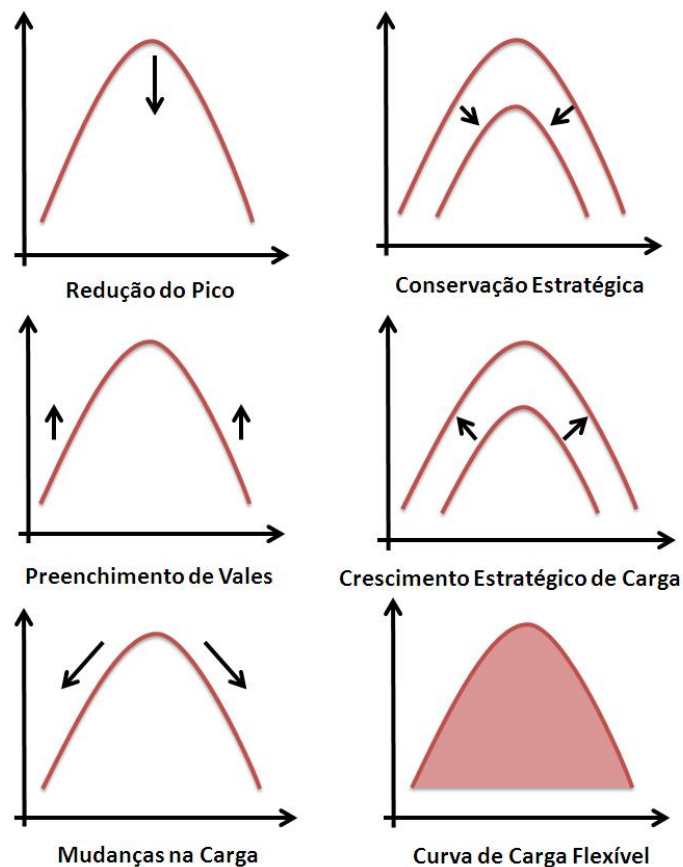 Redução do Pico
Conservação Estratégica
Preenchimento de Vales
Crescimento Estratégico de Carga
Mudanças na Carga
Curva de Carga Flexível